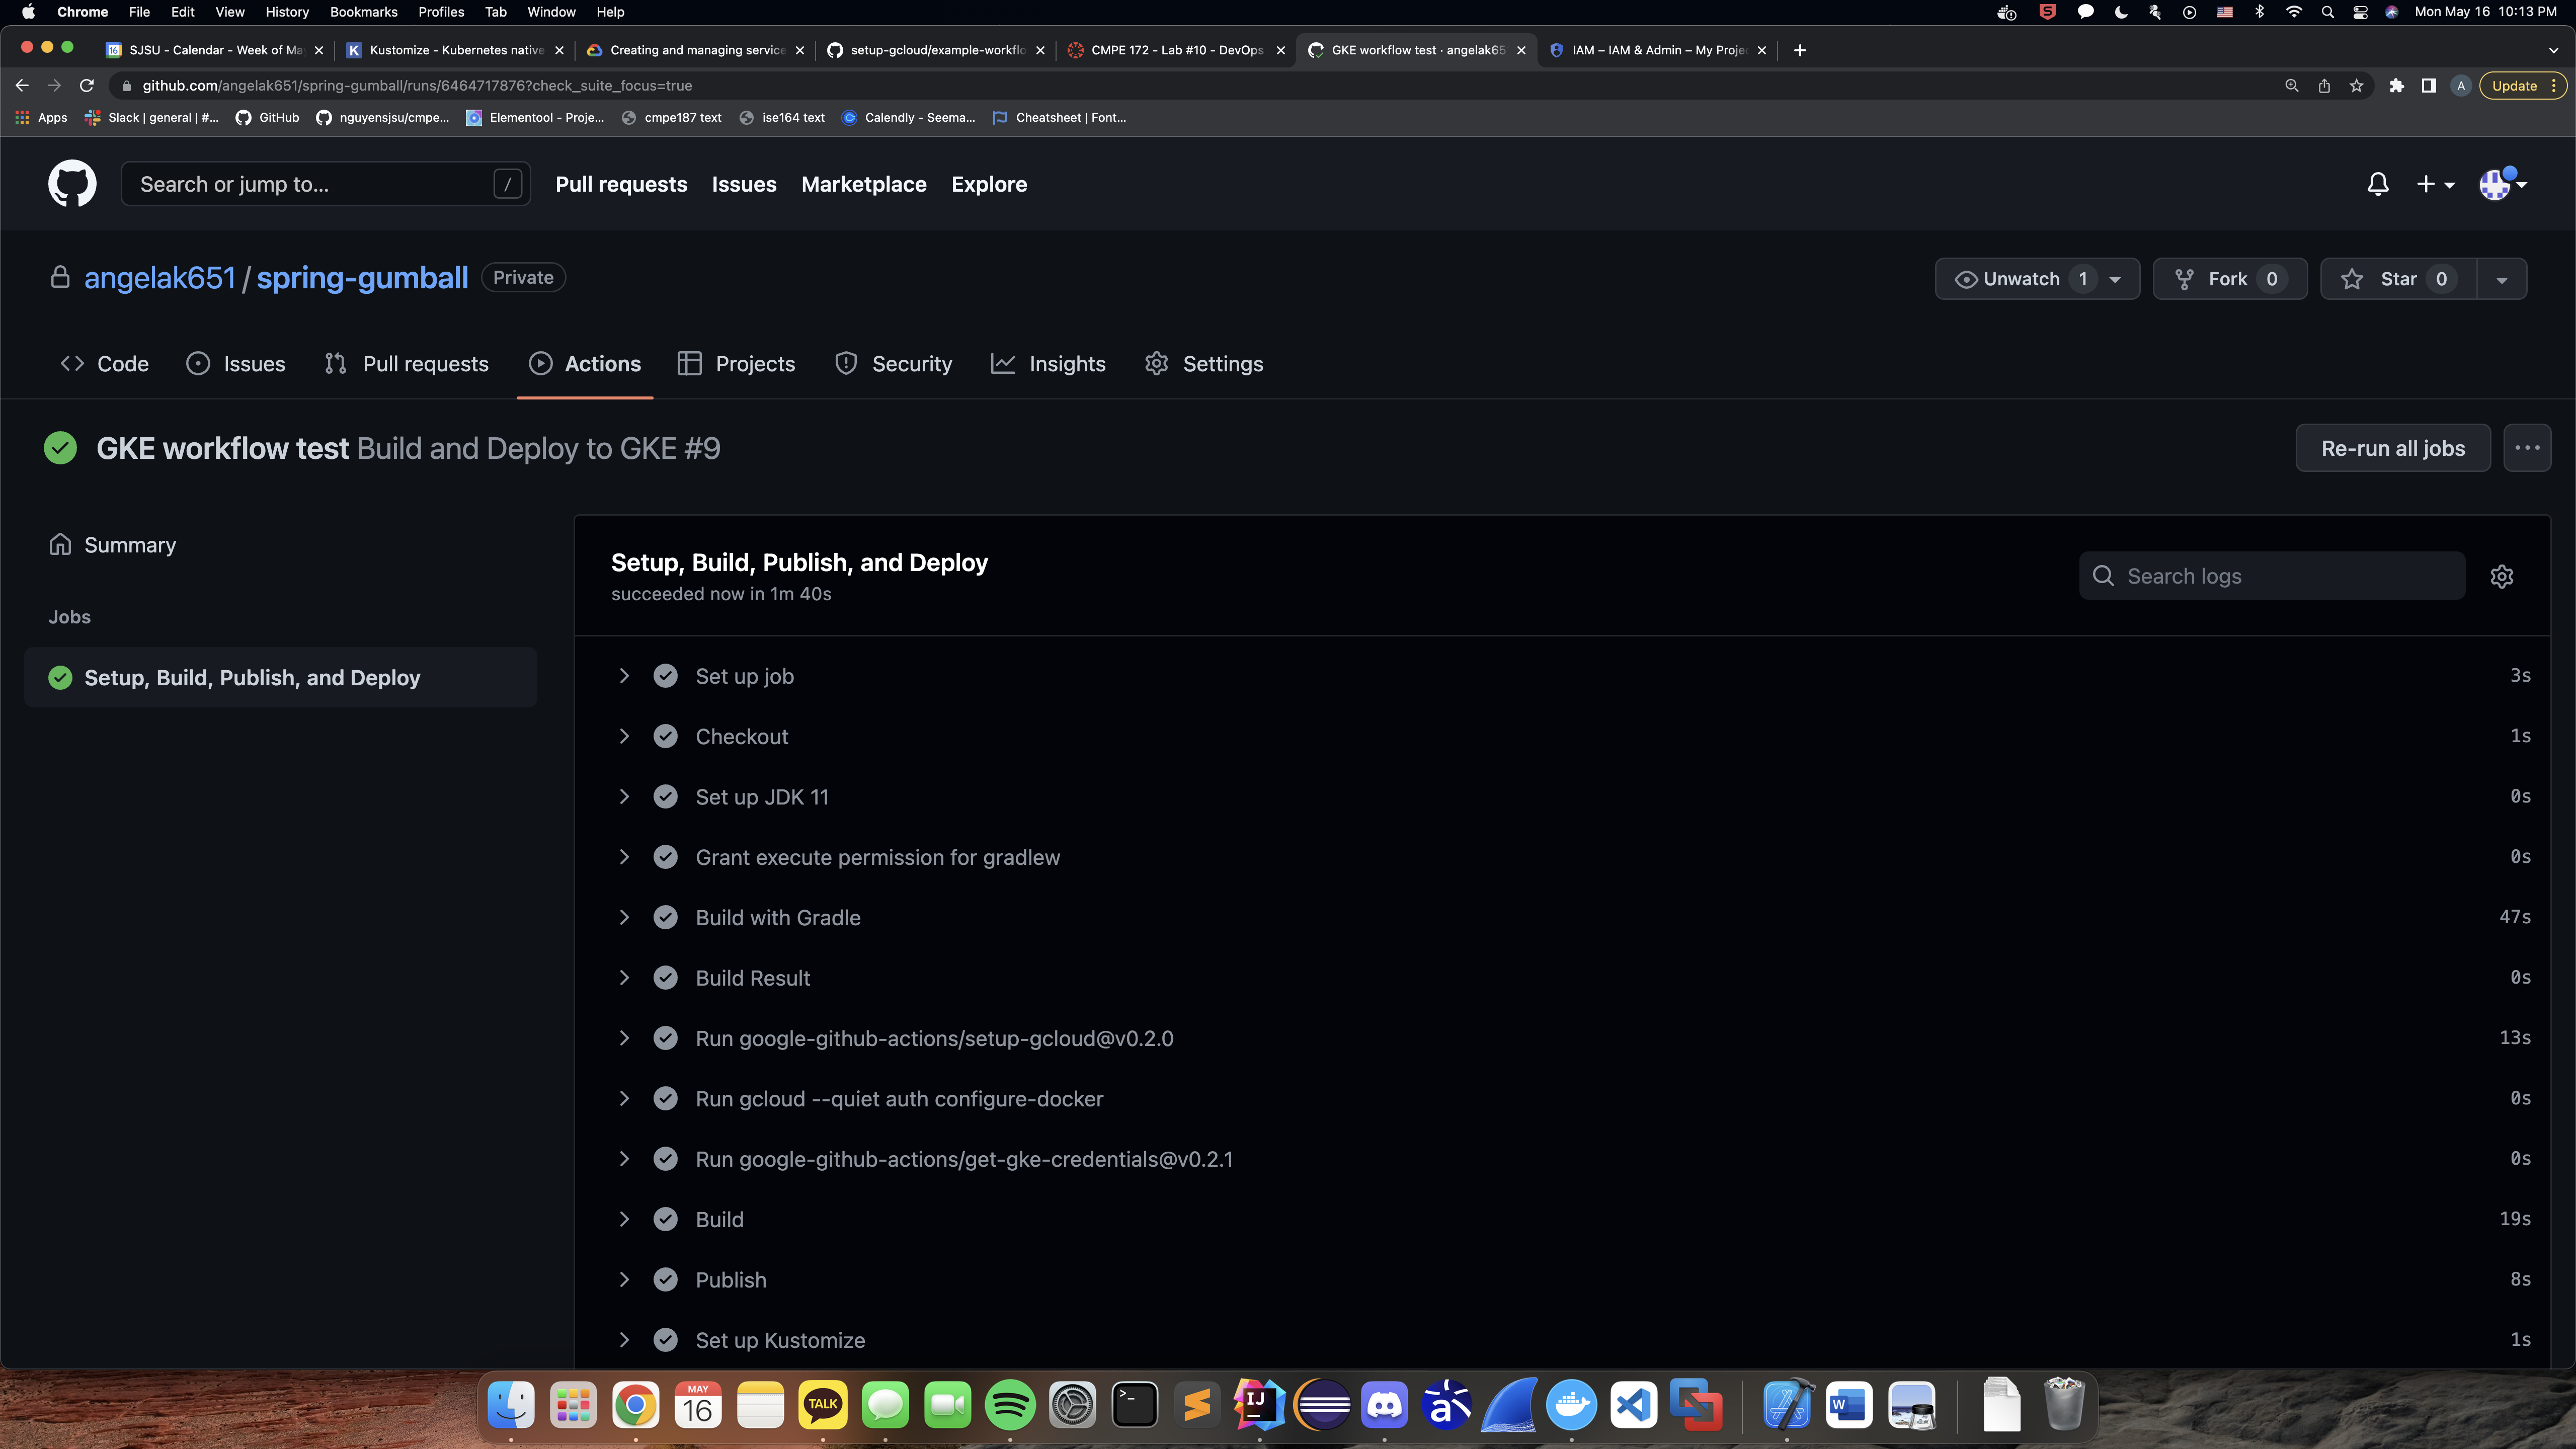 Chrome File Edit View History Bookmarks Profiles Tab Window Help Mon May 16 10:13 PM
SJSU - Calendar - Week of Ma Kustomize - Kubernetes native Creating and managing service setup-gcloud/example-workflo CMPE 172 - Lab #10 - DevOps GKE workflow test · angelak65 IAM – IAM & Admin – My Proje
github.com/angelak651/spring-gumball/runs/6464717876?check_suite_focus=true A Update
Apps Slack | general | #... GitHub nguyensjsu/cmpe... Elementool - Proje... cmpe187 text ise164 text Calendly - Seema... Cheatsheet | Font...
Search or jump to... / Pull requests Issues Marketplace Explore
angelak651 / spring-gumball Private Unwatch 1 Fork 0 Star 0
Code Issues Pull requests Actions Projects Security Insights Settings
GKE workflow test Build and Deploy to GKE #9 Re-run all jobs
Summary
Jobs
Setup, Build, Publish, and Deploy
Setup, Build, Publish, and Deploy
succeeded now in 1m 40s
Search logs
Set up job 3s
Checkout 1s
Set up JDK 11 0s
Grant execute permission for gradlew 0s
Build with Gradle 47s
Build Result 0s
Run google-github-actions/setup-gcloud@v0.2.0 13s
Run gcloud --quiet auth configure-docker 0s
Run google-github-actions/get-gke-credentials@v0.2.1 0s
Build 19s
Publish 8s
Set up Kustomize 1s
MAY
16
TALK
IJ
W